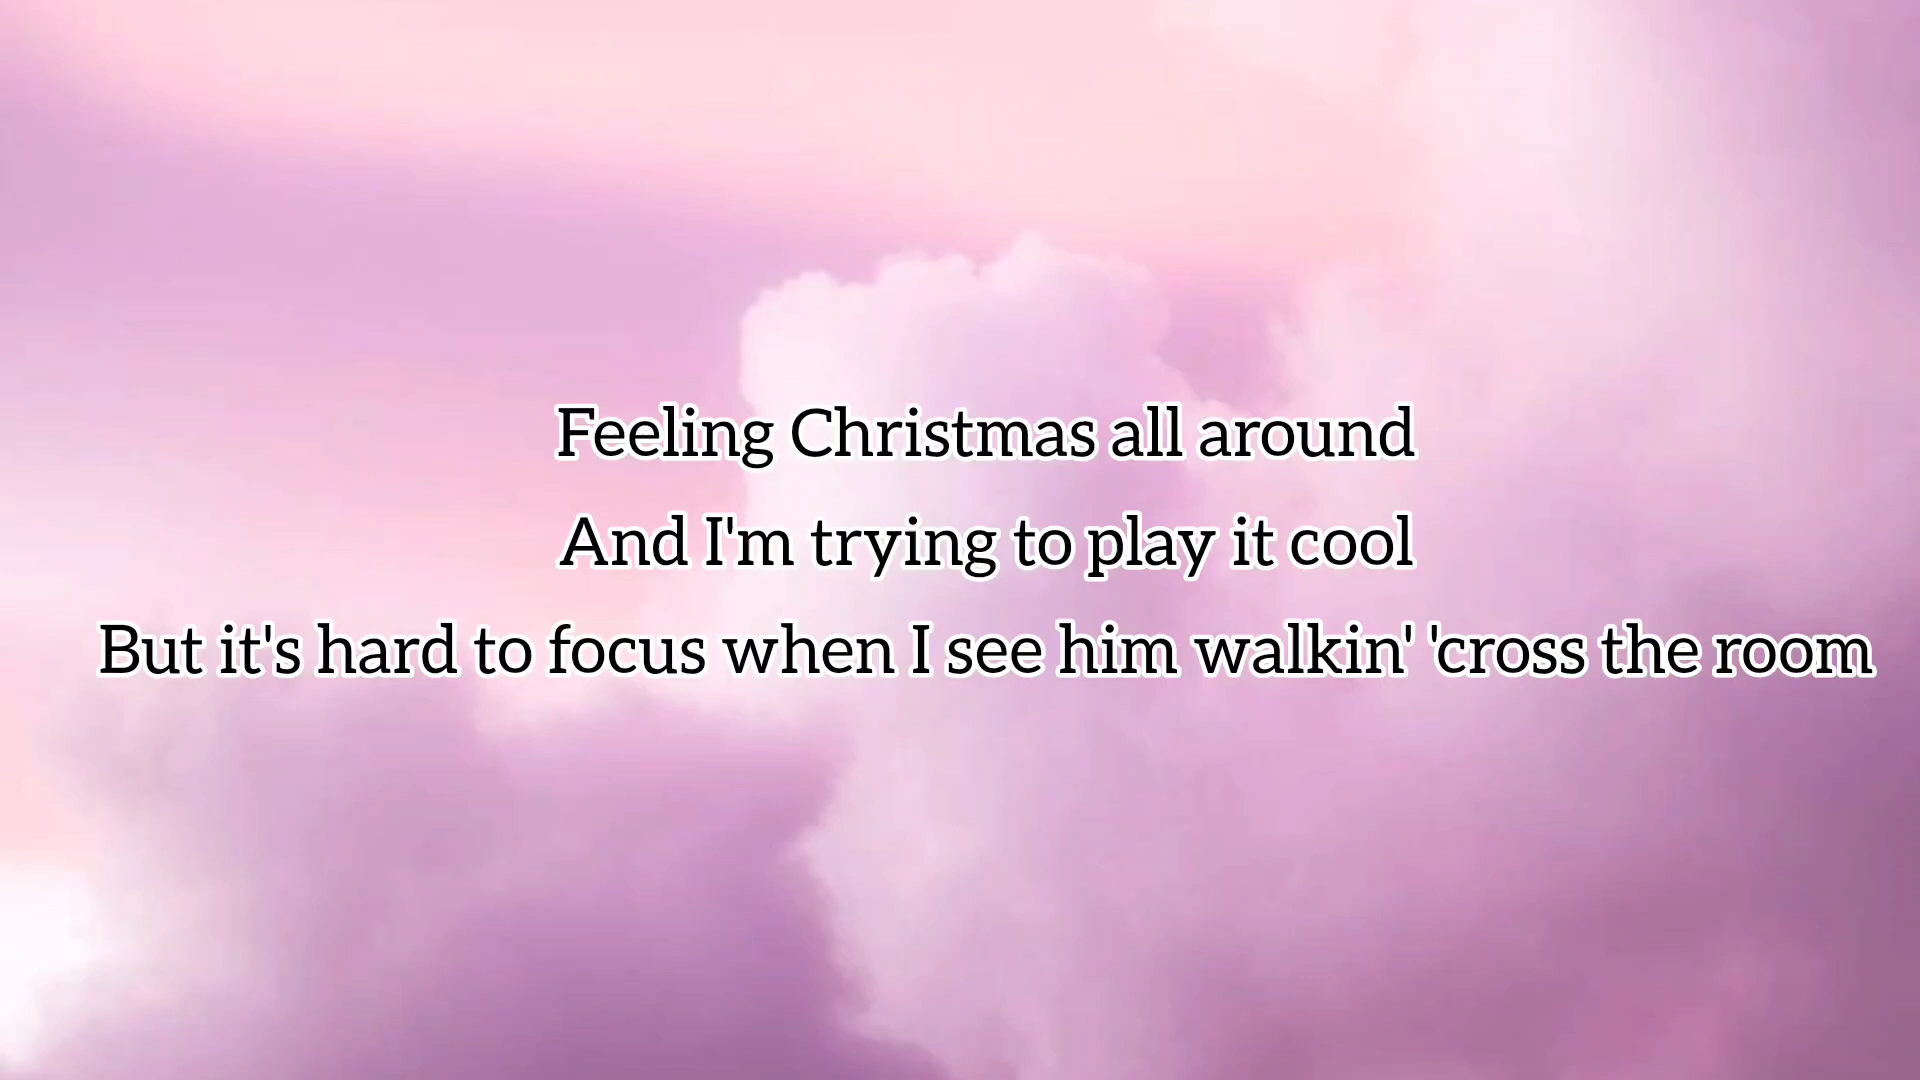 Feeling Christmas all around
And I'm trying to play it cool
But it's hard to focus when I see him walkin' 'cross the room